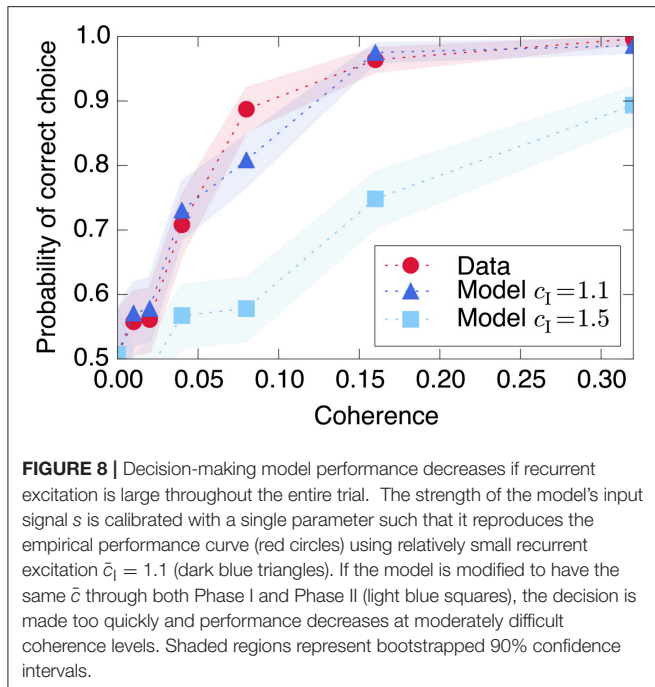 1.0
0.9
0.8
0.7
0.6
0.5
Probability of correct choice
0.00 0.05 0.10 0.15 0.20 0.25 0.30
Coherence
Data
Model c_I=1.1
Model c_I=1.5
FIGURE 8 | Decision-making model performance decreases if recurrent
excitation is large throughout the entire trial. The strength of the model's input
signal s is calibrated with a single parameter such that it reproduces the
empirical performance curve (red circles) using relatively small recurrent
excitation c̄_I = 1.1 (dark blue triangles). If the model is modified to have the
same c̄ through both Phase I and Phase II (light blue squares), the decision is
made too quickly and performance decreases at moderately difficult
coherence levels. Shaded regions represent bootstrapped 90% confidence
intervals.